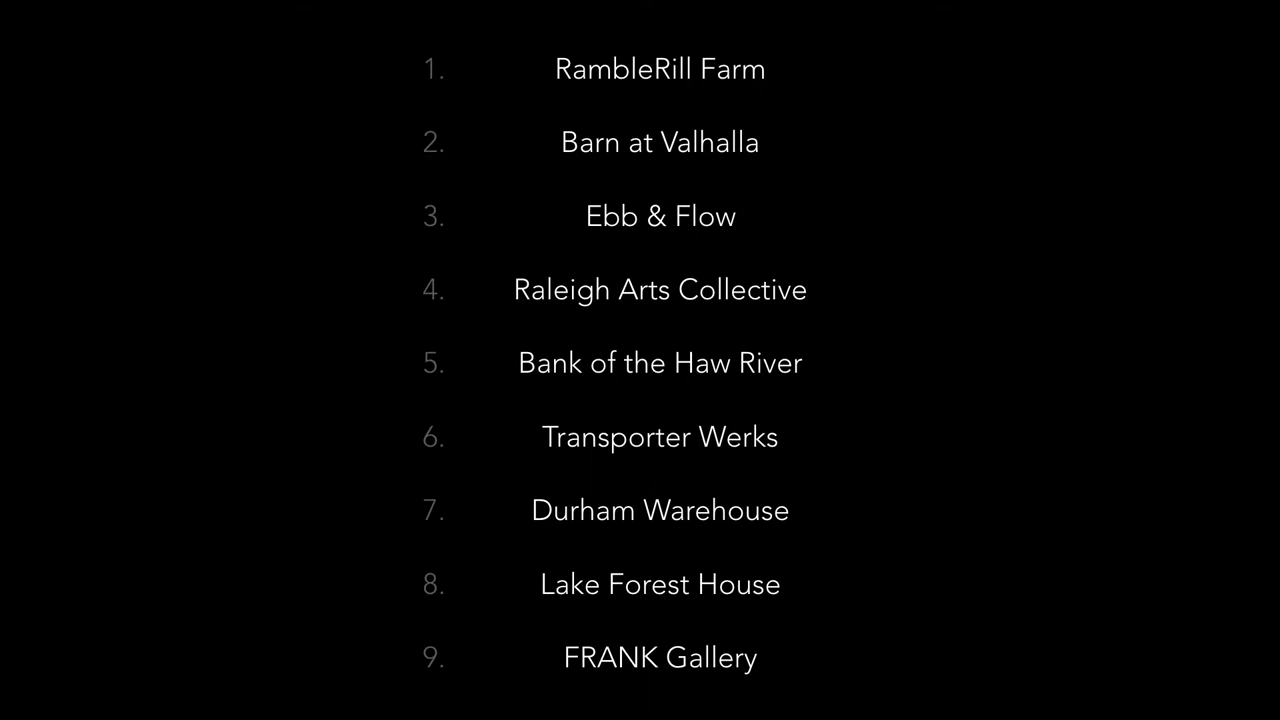 1. RambleRill Farm
2. Barn at Valhalla
3. Ebb & Flow
4. Raleigh Arts Collective
5. Bank of the Haw River
6. Transporter Werks
7. Durham Warehouse
8. Lake Forest House
9. FRANK Gallery